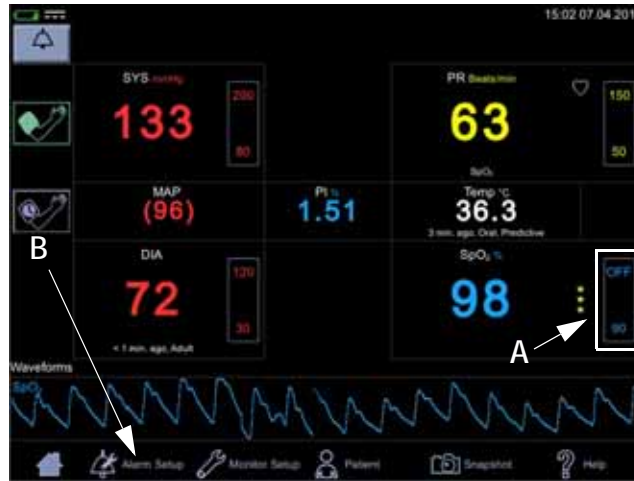 15:02 07.04.201
SYS mmHg
200
133
80
PR Beats/min
150
63
50
SpO₂
MAP
(96)
PI %
1.51
Temp °C
36.3
3 min. ago, Oral, Predictive
B
DIA
120
72
30
< 1 min. ago, Adult
SpO₂ %
OFF
98
90
A
Waveforms
SpO₂
Alarm Setup
Monitor Setup
Patient
Snapshot
Help